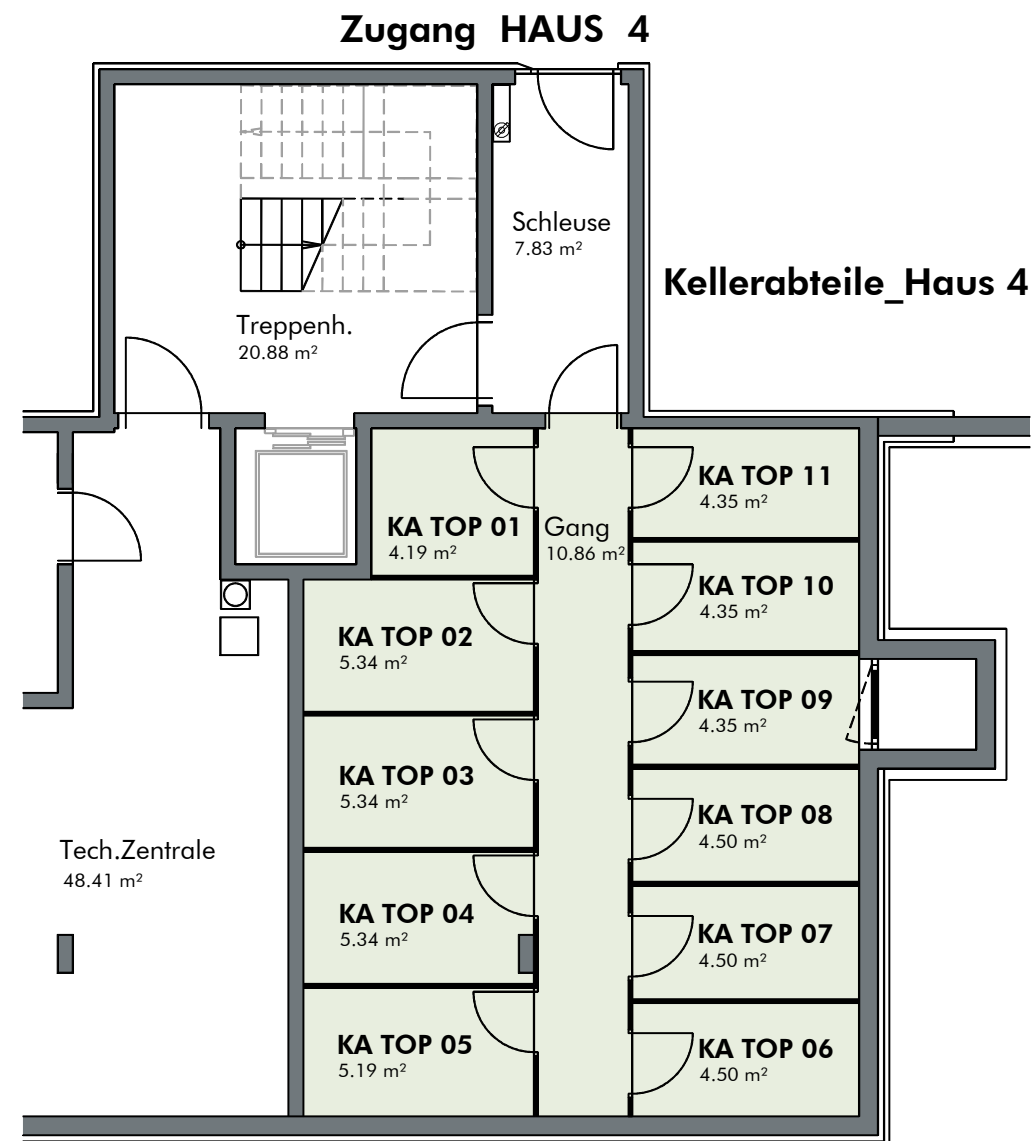 Zugang HAUS 4
Schleuse
7.83 m²
Kellerabteile_Haus 4
Treppenh.
20.88 m²
KA TOP 01
4.19 m²
Gang
10.86 m²
KA TOP 11
4.35 m²
KA TOP 02
5.34 m²
KA TOP 10
4.35 m²
KA TOP 03
5.34 m²
KA TOP 09
4.35 m²
Tech.Zentrale
48.41 m²
KA TOP 04
5.34 m²
KA TOP 08
4.50 m²
KA TOP 05
5.19 m²
KA TOP 07
4.50 m²
KA TOP 06
4.50 m²